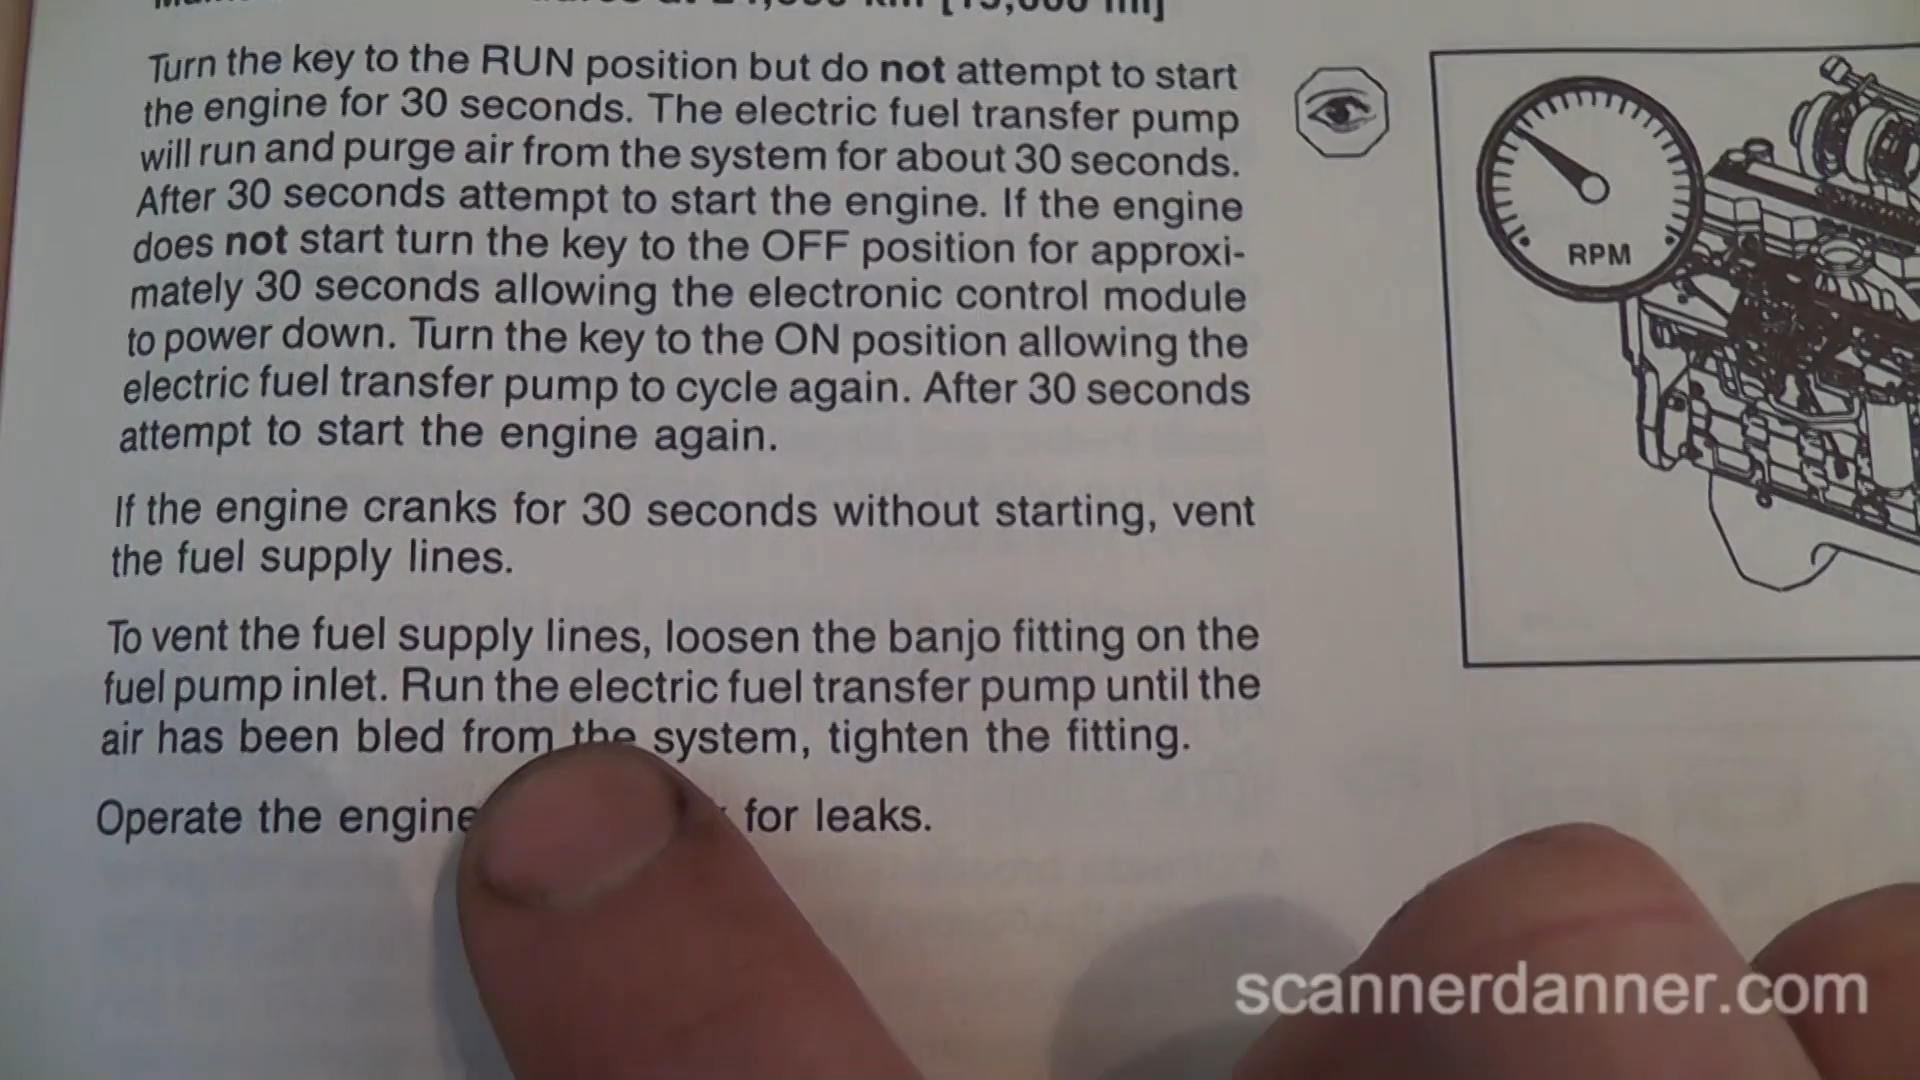 Turn the key to the RUN position but do not attempt to start
the engine for 30 seconds. The electric fuel transfer pump
will run and purge air from the system for about 30 seconds.
After 30 seconds attempt to start the engine. If the engine
does not start turn the key to the OFF position for approxi-
mately 30 seconds allowing the electronic control module
to power down. Turn the key to the ON position allowing the
electric fuel transfer pump to cycle again. After 30 seconds
attempt to start the engine again.
If the engine cranks for 30 seconds without starting, vent
the fuel supply lines.
To vent the fuel supply lines, loosen the banjo fitting on the
fuel pump inlet. Run the electric fuel transfer pump until the
air has been bled from the system, tighten the fitting.
Operate the engine for leaks.
RPM
scannerdanner.com